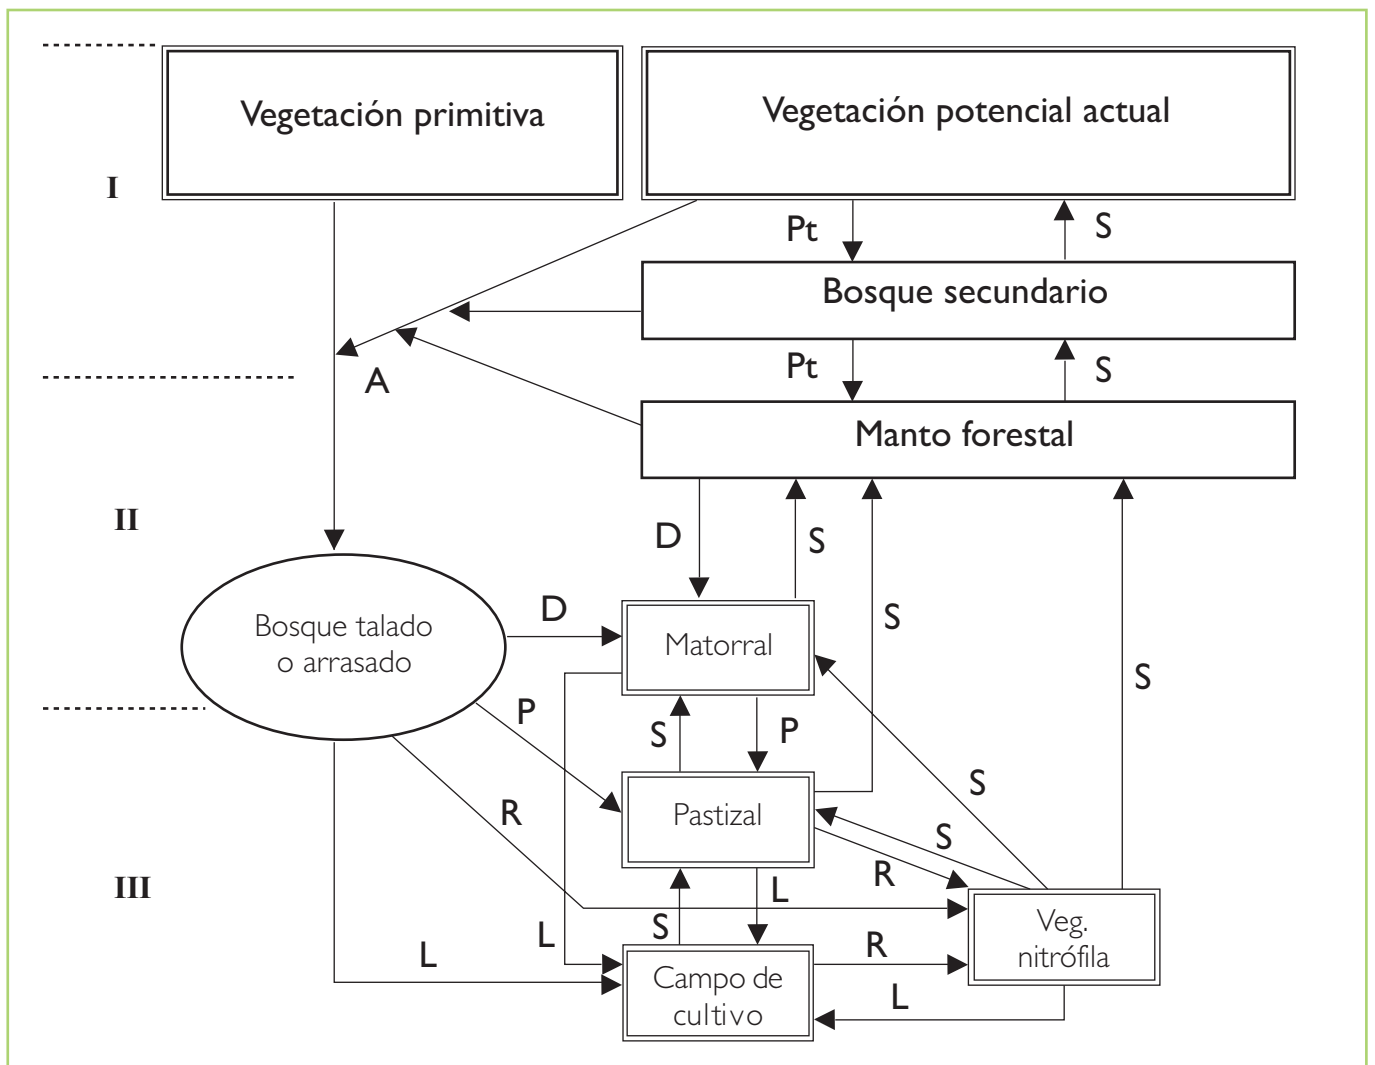 Vegetación primitiva
Vegetación potencial actual
I
Pt
S
Bosque secundario
Pt
S
A
Manto forestal
II
D
S
Bosque talado
o arrasado
D
Matorral
S
S
P
S
P
S
Pastizal
R
S
R
III
L
S
L
L
R
L
Veg.
nitrófila
Campo de
cultivo
L